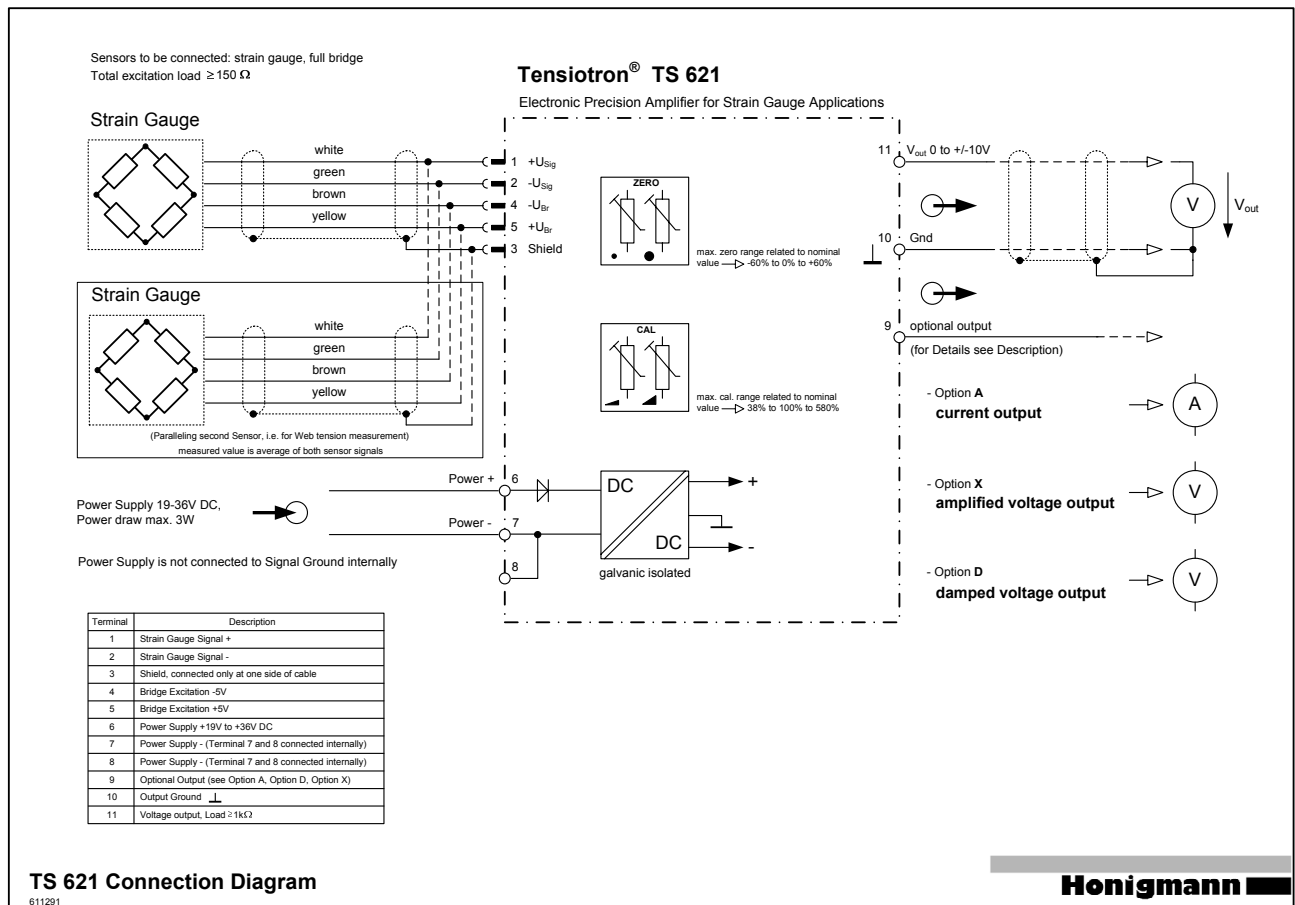 Sensors to be connected: strain gauge, full bridge
Total excitation load ≥150 Ω
Tensiotron® TS 621
Electronic Precision Amplifier for Strain Gauge Applications
Strain Gauge
white
green
brown
yellow
1 +USig
2 -USig
4 -UBr
5 +UBr
3 Shield
ZERO
max. zero range related to nominal
value -60% to 0% to +60%
11 Vout 0 to +/-10V
V
Vout
10 Gnd
Strain Gauge
white
green
brown
yellow
(Paralleling second Sensor, i.e. for Web tension measurement)
measured value is average of both sensor signals
CAL
max. cal. range related to nominal
value 38% to 100% to 580%
9 optional output
(for Details see Description)
- Option A
current output
A
- Option X
amplified voltage output
V
- Option D
damped voltage output
V
Power Supply 19-36V DC,
Power draw max. 3W
Power + 6
Power - 7
8
DC
DC
+
-
galvanic isolated
Power Supply is not connected to Signal Ground internally
Terminal Description
1 Strain Gauge Signal +
2 Strain Gauge Signal -
3 Shield, connected only at one side of cable
4 Bridge Excitation -5V
5 Bridge Excitation +5V
6 Power Supply +19V to +36V DC
7 Power Supply - (Terminal 7 and 8 connected internally)
8 Power Supply - (Terminal 7 and 8 connected internally)
9 Optional Output (see Option A, Option D, Option X)
10 Output Ground
11 Voltage output, Load ≥1kΩ
TS 621 Connection Diagram
611291
Honigmann